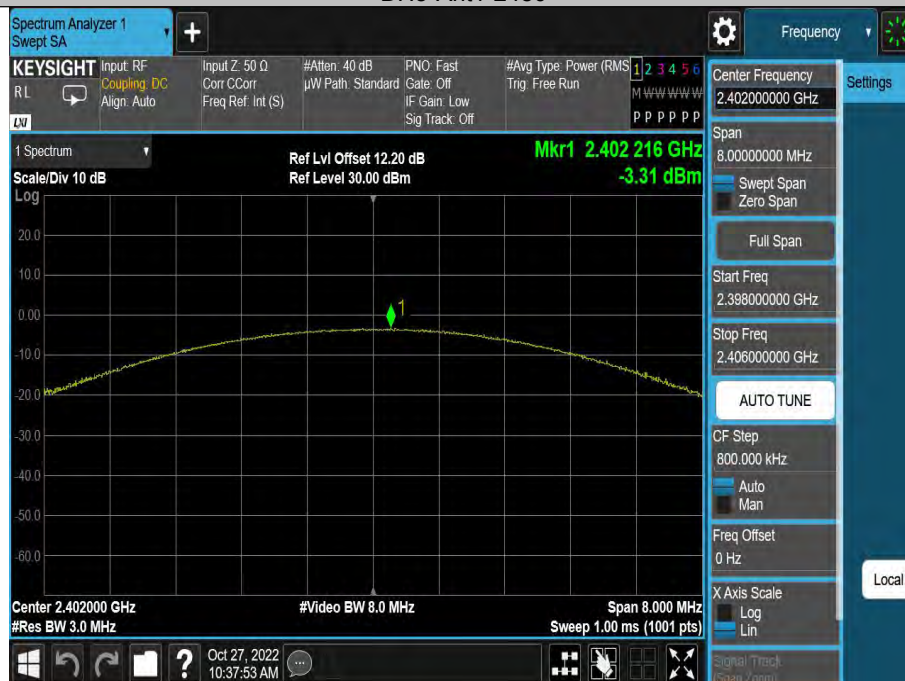 Spectrum Analyzer 1
Swept SA
+
Frequency
KEYSIGHT
RL
LXI
Input: RF
Coupling: DC
Align: Auto
Input Z: 50 Ω
Corr CCorr
Freq Ref: Int (S)
#Atten: 40 dB
µW Path: Standard
PNO: Fast
Gate: Off
IF Gain: Low
Sig Track: Off
#Avg Type: Power (RMS
Trig: Free Run
1 2 3 4 5 6
M W W W W W
P P P P P P
1 Spectrum
Scale/Div 10 dB
Log
Ref Lvl Offset 12.20 dB
Ref Level 30.00 dBm
Mkr1 2.402 216 GHz
-3.31 dBm
20.0
10.0
0.00
-10.0
-20.0
-30.0
-40.0
-50.0
-60.0
1
Center 2.402000 GHz
#Res BW 3.0 MHz
#Video BW 8.0 MHz
Span 8.000 MHz
Sweep 1.00 ms (1001 pts)
?
Oct 27, 2022
10:37:53 AM
Center Frequency
2.402000000 GHz
Span
8.00000000 MHz
Swept Span
Zero Span
Full Span
Start Freq
2.398000000 GHz
Stop Freq
2.406000000 GHz
AUTO TUNE
CF Step
800.000 kHz
Auto
Man
Freq Offset
0 Hz
X Axis Scale
Log
Lin
Signal Track
(Span Zoom)
Settings
Local